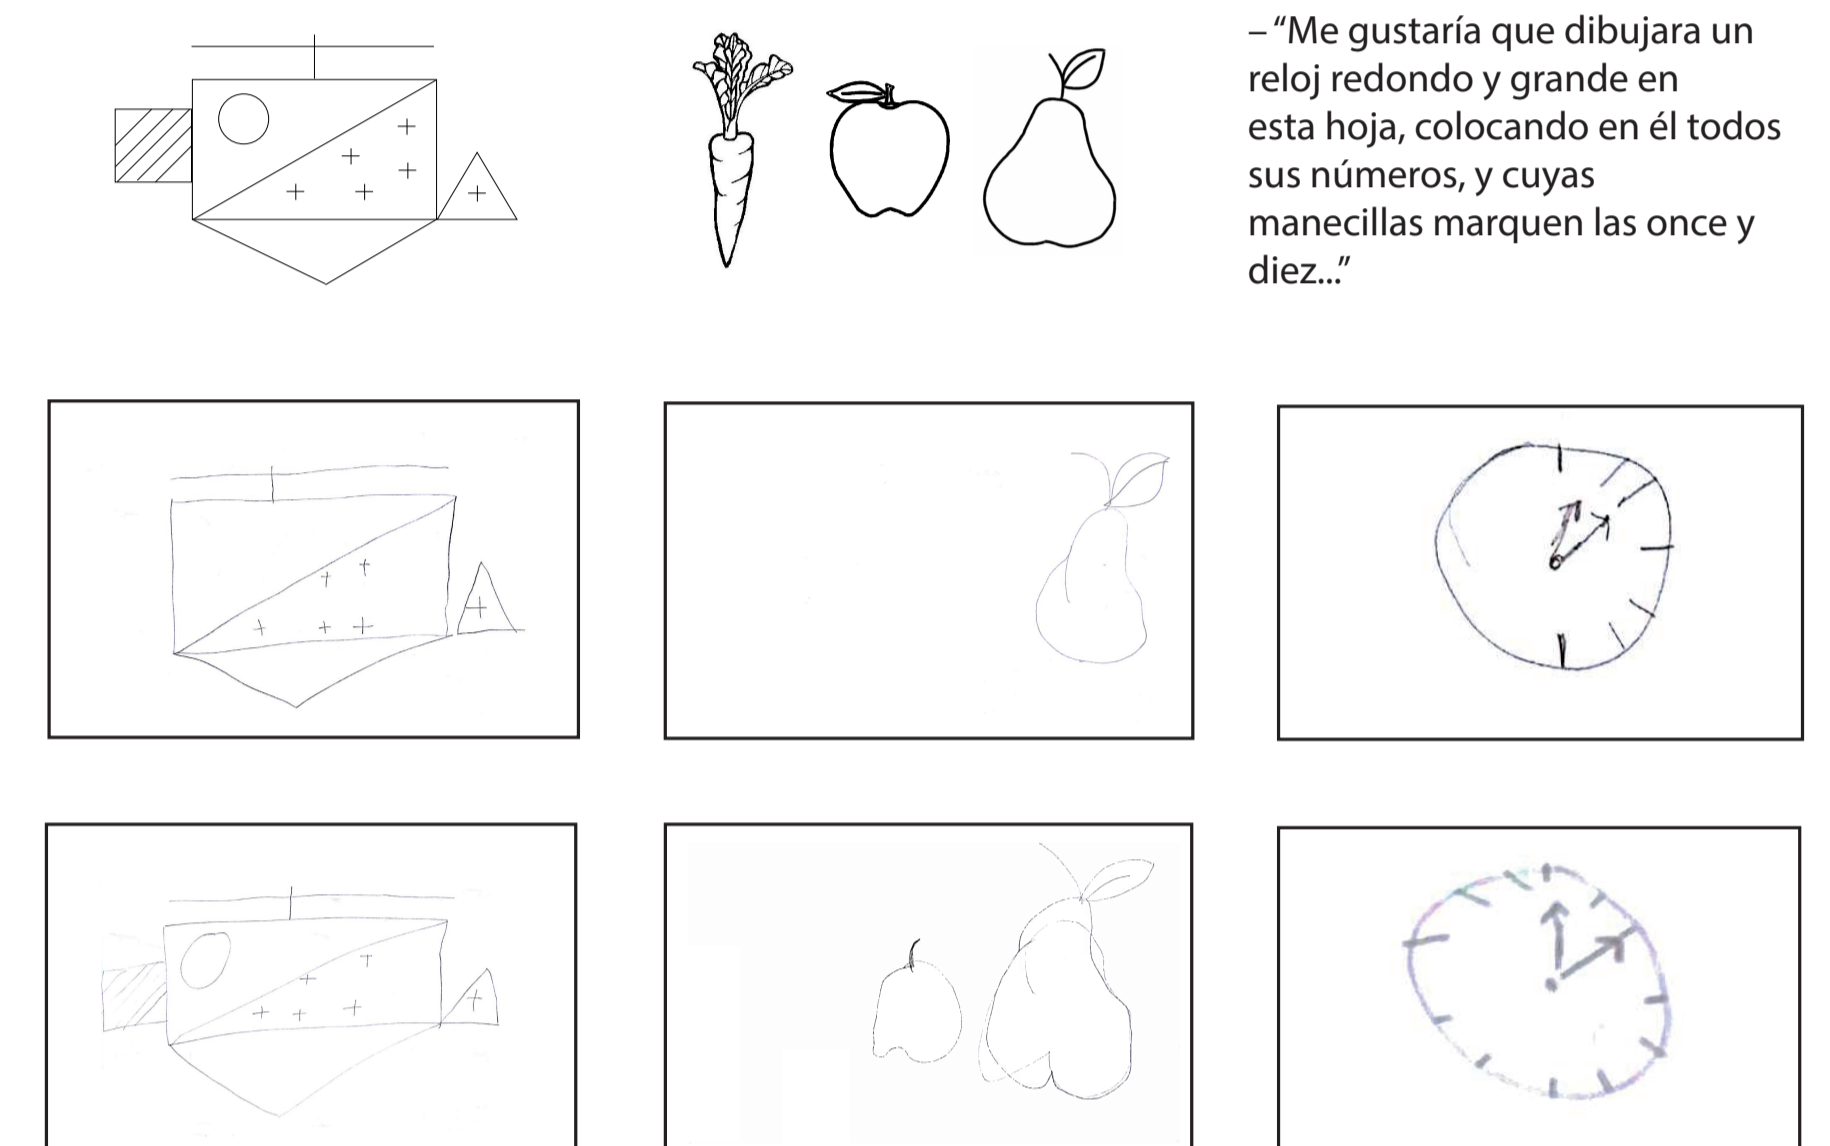 – “Me gustaría que dibujara un
reloj redondo y grande en
esta hoja, colocando en él todos
sus números, y cuyas
manecillas marquen las once y
diez...”